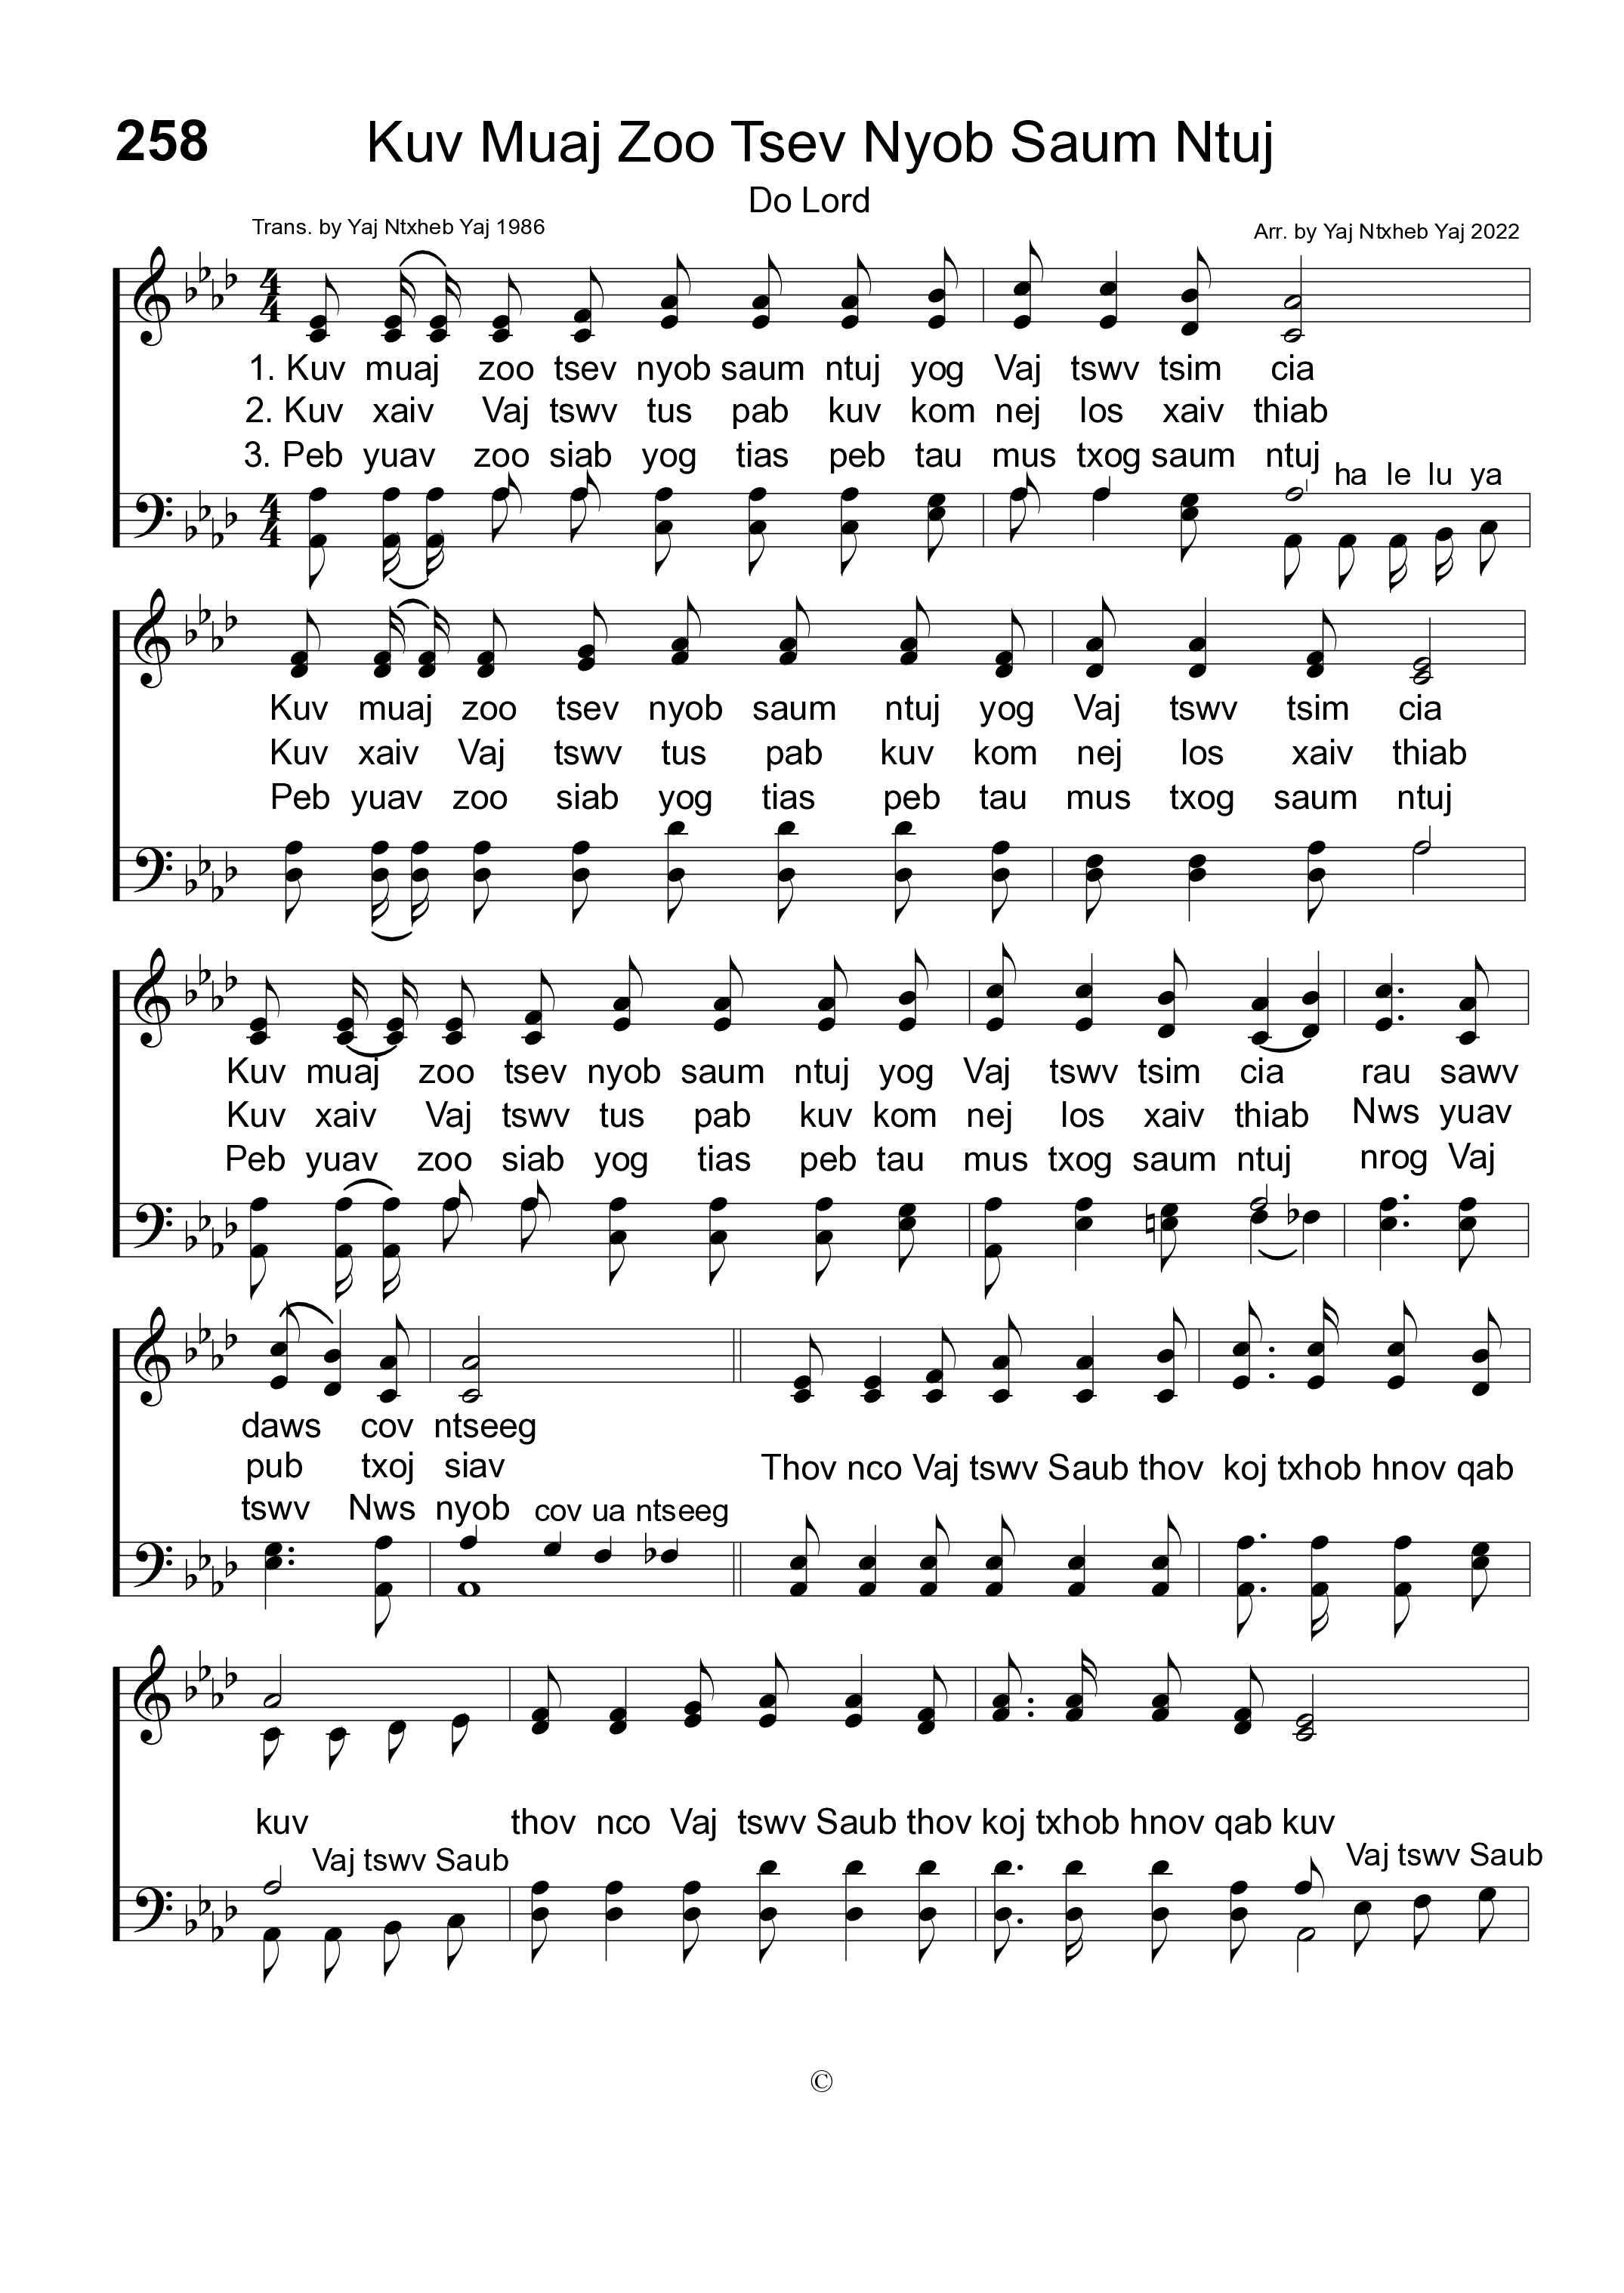 258 Kuv Muaj Zoo Tsev Nyob Saum Ntuj
Do Lord
Trans. by Yaj Ntxheb Yaj 1986 Arr. by Yaj Ntxheb Yaj 2022
4 4
1. Kuv muaj zoo tsev nyob saum ntuj yog Vaj tswv tsim cia
2. Kuv xaiv Vaj tswv tus pab kuv kom nej los xaiv thiab
3. Peb yuav zoo siab yog tias peb tau mus txog saum ntuj
ha le lu ya
4 4
Kuv muaj zoo tsev nyob saum ntuj yog Vaj tswv tsim cia
Kuv xaiv Vaj tswv tus pab kuv kom nej los xaiv thiab
Peb yuav zoo siab yog tias peb tau mus txog saum ntuj
Kuv muaj zoo tsev nyob saum ntuj yog Vaj tswv tsim cia rau sawv
Kuv xaiv Vaj tswv tus pab kuv kom nej los xaiv thiab Nws yuav
Peb yuav zoo siab yog tias peb tau mus txog saum ntuj nrog Vaj
daws cov ntseeg
pub txoj siav Thov nco Vaj tswv Saub thov koj txhob hnov qab
tswv Nws nyob cov ua ntseeg
kuv thov nco Vaj tswv Saub thov koj txhob hnov qab kuv
Vaj tswv Saub Vaj tswv Saub
©